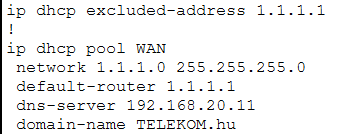 ip dhcp excluded-address 1.1.1.1
!
ip dhcp pool WAN
 network 1.1.1.0 255.255.255.0
 default-router 1.1.1.1
 dns-server 192.168.20.11
 domain-name TELEKOM.hu